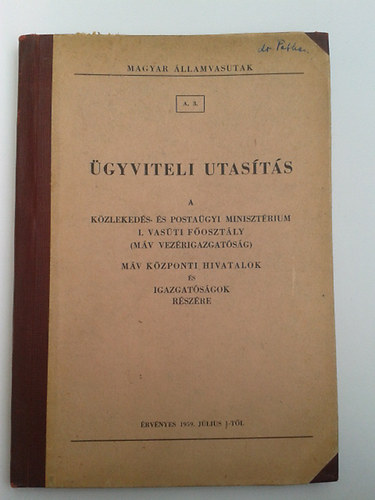 dr Patka
MAGYAR ÁLLAMVASUTAK
A. 3.
ÜGYVITELI UTASÍTÁS
A
KÖZLEKEDÉS- ÉS POSTAÜGYI MINISZTÉRIUM
I. VASÚTI FŐOSZTÁLY
(MÁV VEZÉRIGAZGATÓSÁG)
MÁV KÖZPONTI HIVATALOK
ÉS
IGAZGATÓSÁGOK
RÉSZÉRE
ÉRVÉNYES 1959. JÚLIUS 1-TŐL